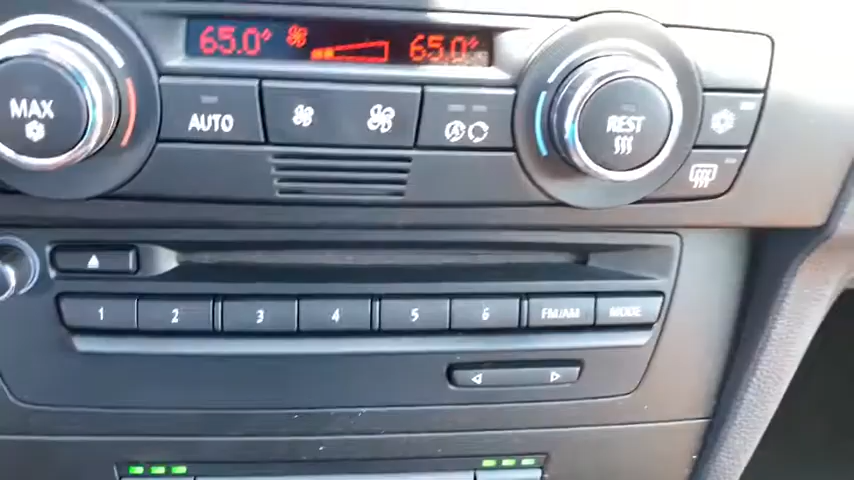 65.0° 65.0°
MAX
AUTO
REST
1 2 3 4 5 6 FM/AM MODE